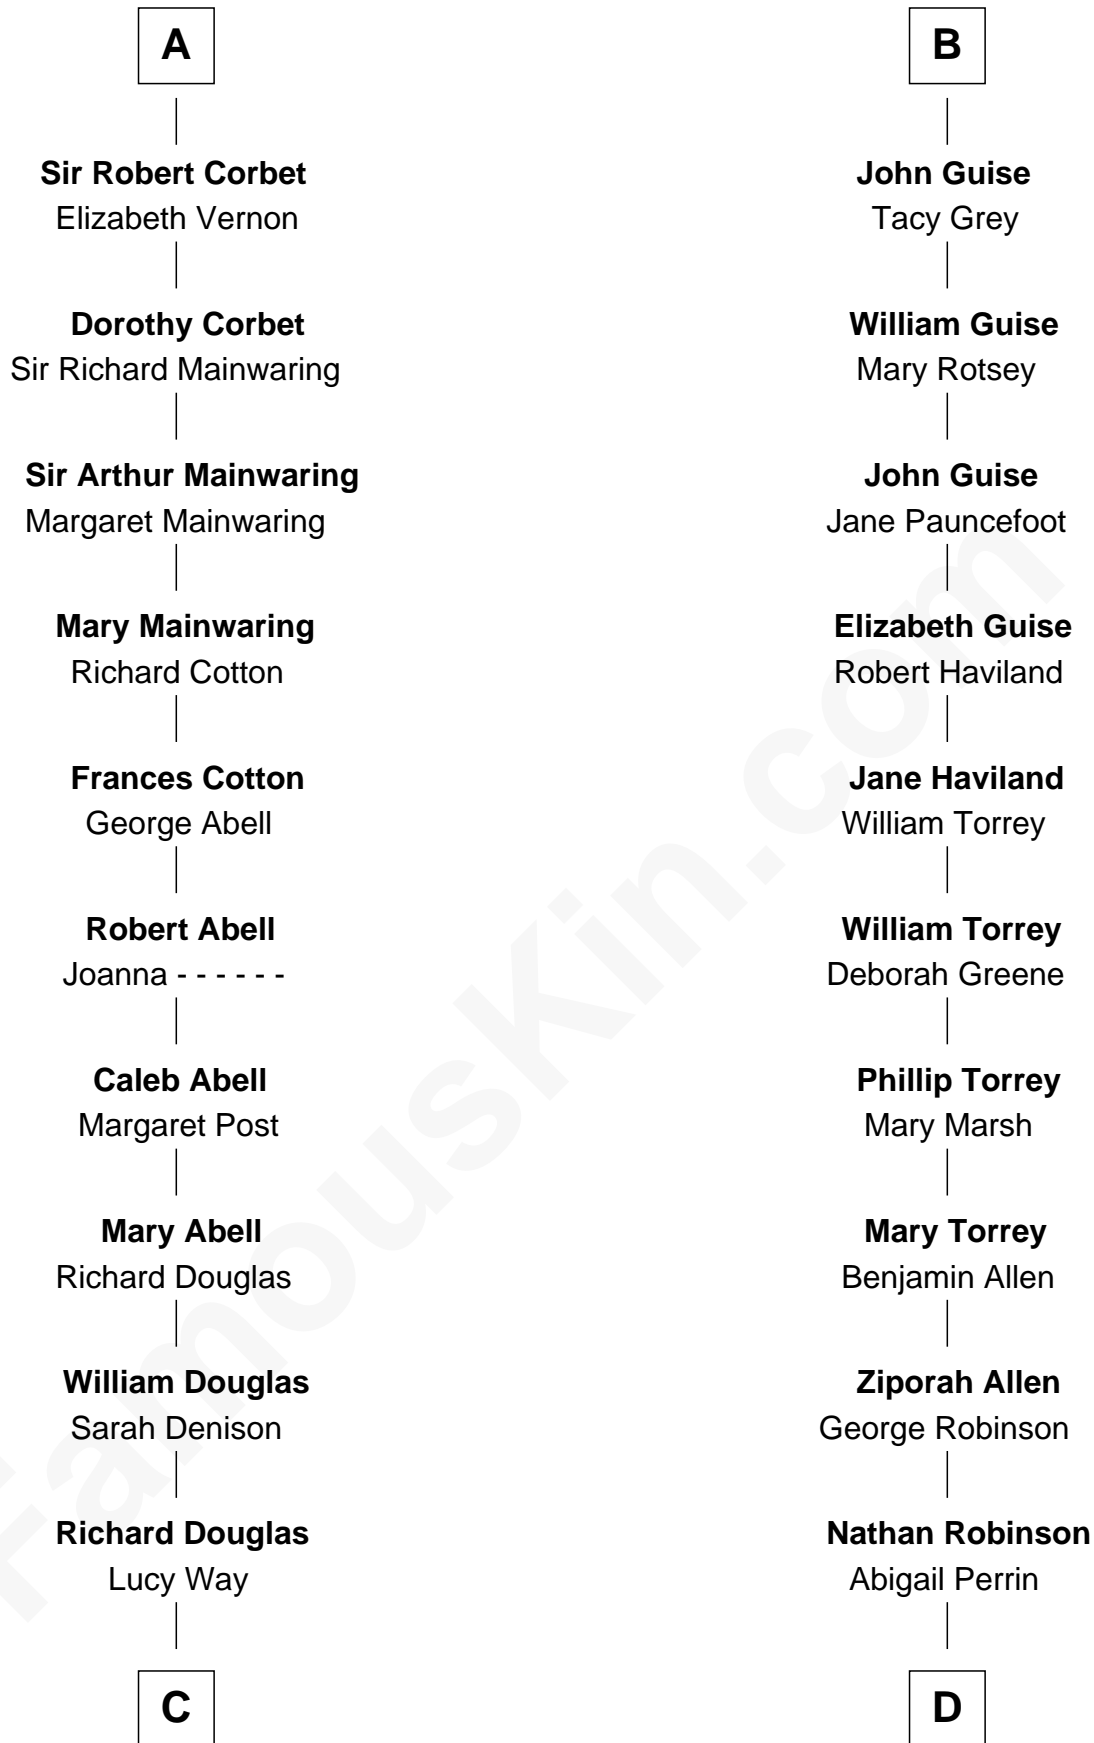 A
Sir Robert Corbet
Elizabeth Vernon
Dorothy Corbet
Sir Richard Mainwaring
Sir Arthur Mainwaring
Margaret Mainwaring
Mary Mainwaring
Richard Cotton
Frances Cotton
George Abell
Robert Abell
Joanna - - - - - -
Caleb Abell
Margaret Post
Mary Abell
Richard Douglas
William Douglas
Sarah Denison
Richard Douglas
Lucy Way
C
B
John Guise
Tacy Grey
William Guise
Mary Rotsey
John Guise
Jane Pauncefoot
Elizabeth Guise
Robert Haviland
Jane Haviland
William Torrey
William Torrey
Deborah Greene
Phillip Torrey
Mary Marsh
Mary Torrey
Benjamin Allen
Ziporah Allen
George Robinson
Nathan Robinson
Abigail Perrin
D
FamousKin.com